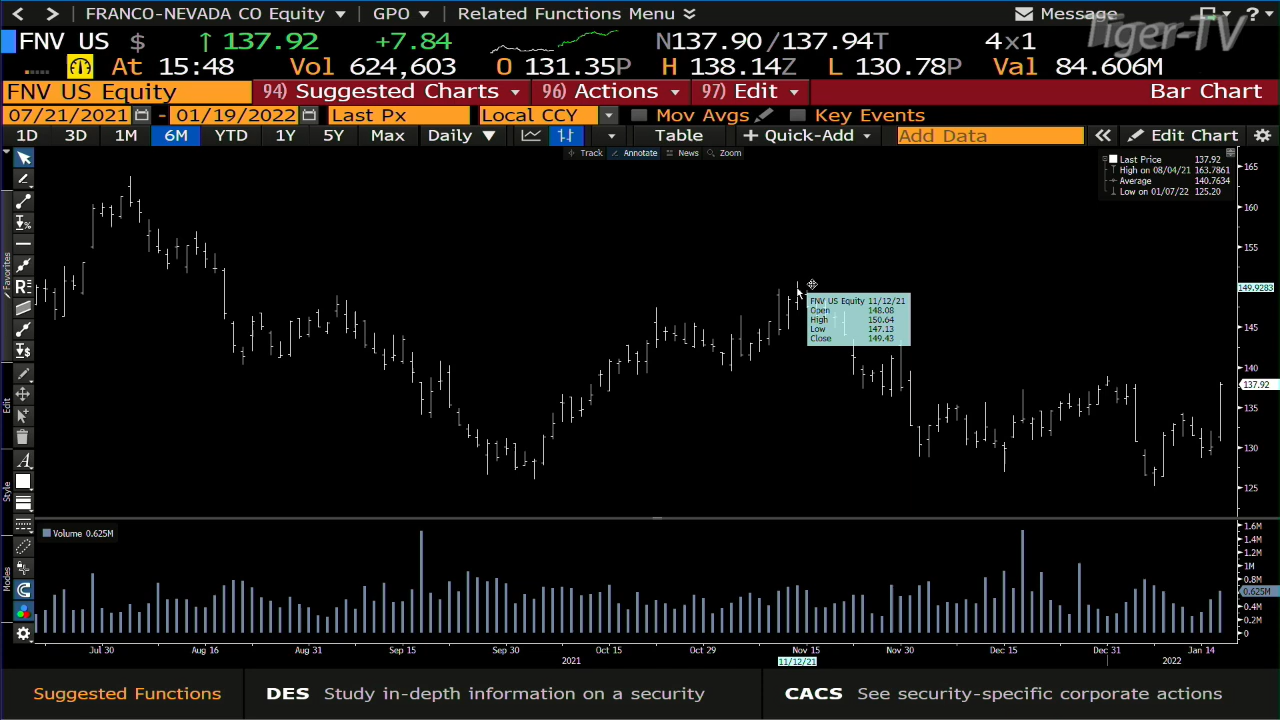 FRANCO-NEVADA CO Equity GPO Related Functions Menu Message ?
Tiger-TV
FNV US $ ↑ 137.92 +7.84 N137.90 /137.94T 4x1
At 15:48 Vol 624,603 O 131.35P H 138.14Z L 130.78P Val 84.606M
FNV US Equity 94) Suggested Charts 96) Actions 97) Edit Bar Chart
07/21/2021 - 01/19/2022 Last Px Local CCY Mov Avgs Key Events
1D 3D 1M 6M YTD 1Y 5Y Max Daily ▼ Table + Quick-Add Add Data « Edit Chart
Track Annotate News Zoom
Last Price 137.92
High on 08/04/21 163.7861
Average 140.7634
Low on 01/07/22 125.20
165
160
155
149.9283
145
140
137.92
135
130
125
FNV US Equity 11/12/21
Open 148.08
High 150.64
Low 147.13
Close 149.43
Favorites
Edit
Style
Modes
Volume 0.625M
1.6M
1.4M
1.2M
1M
0.8M
0.625M
0.4M
0.2M
0
Jul 30 Aug 16 Aug 31 Sep 15 Sep 30 Oct 15 Oct 29 Nov 15 Nov 30 Dec 15 Dec 31 Jan 14
2021 11/12/21 2022
Suggested Functions DES Study in-depth information on a security CACS See security-specific corporate actions